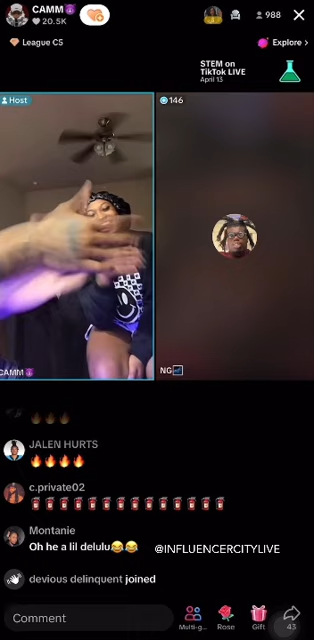 CAMM😈
20.5K
988
League C5
Explore >
STEM on
TikTok LIVE
April 13
Host
146
CAMM😈
NG
🔥🔥🔥
JALEN HURTS
🔥🔥🔥🔥
c.private02
🧯🧯🧯🧯🧯🧯🧯🧯🧯🧯🧯🧯🧯🧯
Montanie
Oh he a lil delulu😂😂
@INFLUENCERCITYLIVE
devious delinquent joined
Comment
Multi-g...
Rose
Gift
43